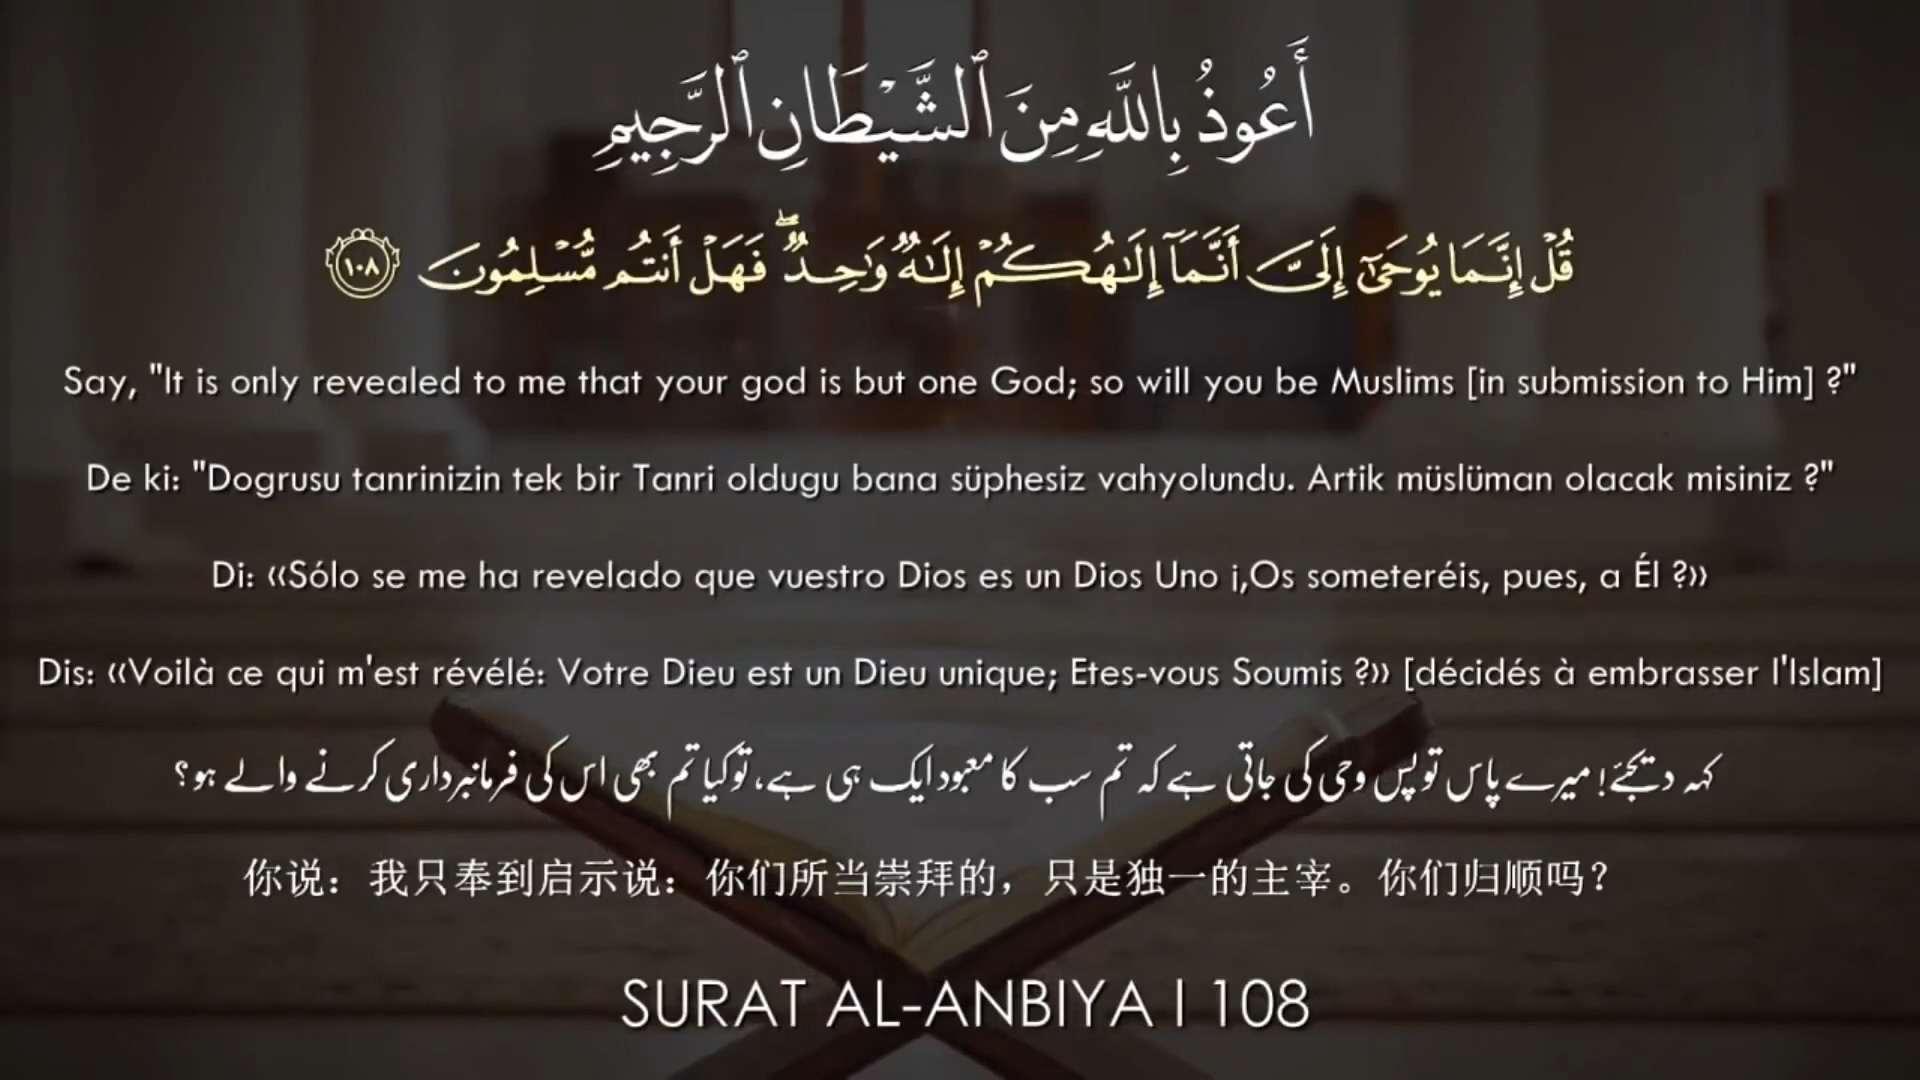 أَعُوذُ بِاللَّهِ مِنَ ٱلشَّيْطَانِ ٱلرَّجِيمِ
قُلْ إِنَّمَا يُوحَىٰٓ إِلَىَّ أَنَّمَآ إِلَـٰهُكُمْ إِلَـٰهٌ وَٰحِدٌ ۖ فَهَلْ أَنتُم مُّسْلِمُونَ ١٠٨
Say, "It is only revealed to me that your god is but one God; so will you be Muslims [in submission to Him] ?"
De ki: "Dogrusu tanrinizin tek bir Tanri oldugu bana süphesiz vahyolundu. Artik müslüman olacak misiniz ?"
Di: «Sólo se me ha revelado que vuestro Dios es un Dios Uno ¡,Os someteréis, pues, a Él ?»
Dis: «Voilà ce qui m'est révélé: Votre Dieu est un Dieu unique; Etes-vous Soumis ?» [décidés à embrasser l'Islam]
کہہ دیجئے! میرے پاس تو پس وحی کی جاتی ہے کہ تم سب کا معبود ایک ہی ہے، تو کیا تم بھی اس کی فرمانبرداری کرنے والے ہو؟
你说：我只奉到启示说：你们所当崇拜的，只是独一的主宰。你们归顺吗？
SURAT AL-ANBIYA I 108